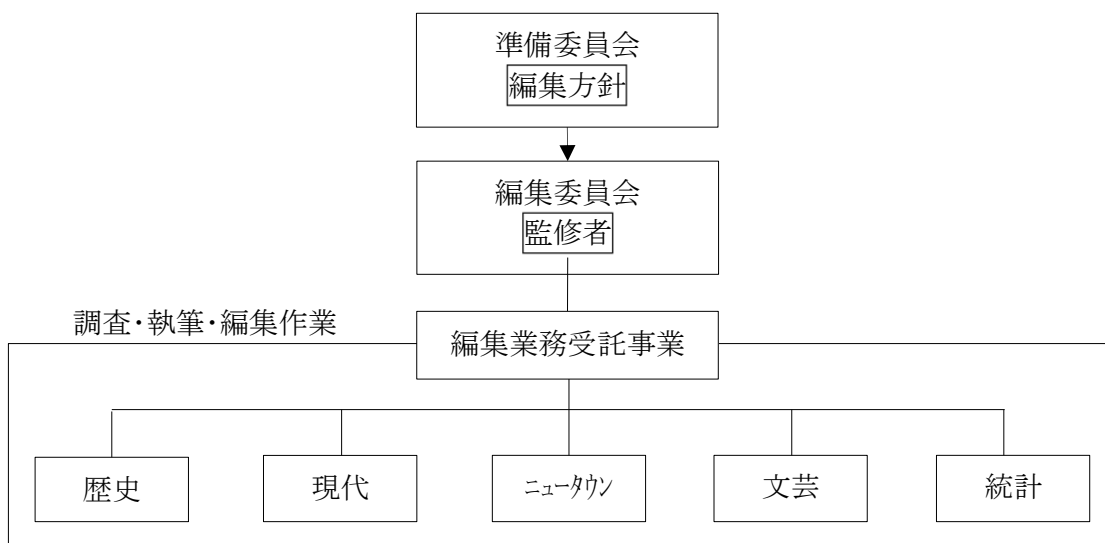 準備委員会
編集方針
編集委員会
監修者
調査・執筆・編集作業
編集業務受託事業
歴史
現代
ニュータウン
文芸
統計